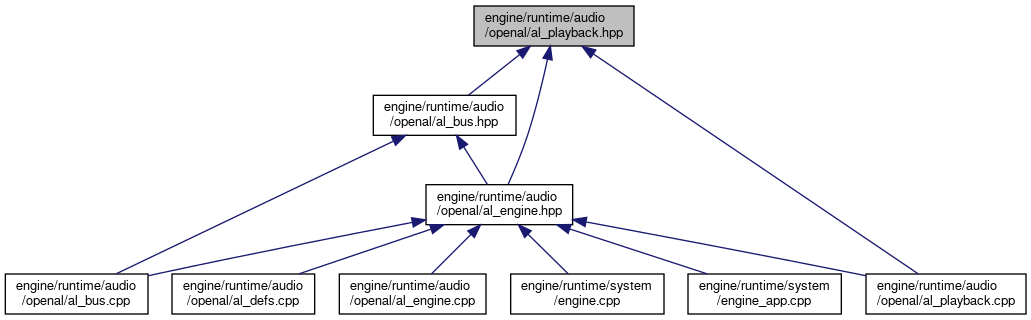 engine/runtime/audio
/openal/al_playback.hpp
engine/runtime/audio
/openal/al_bus.hpp
engine/runtime/audio
/openal/al_engine.hpp
engine/runtime/audio
/openal/al_bus.cpp
engine/runtime/audio
/openal/al_defs.cpp
engine/runtime/audio
/openal/al_engine.cpp
engine/runtime/system
/engine.cpp
engine/runtime/system
/engine_app.cpp
engine/runtime/audio
/openal/al_playback.cpp